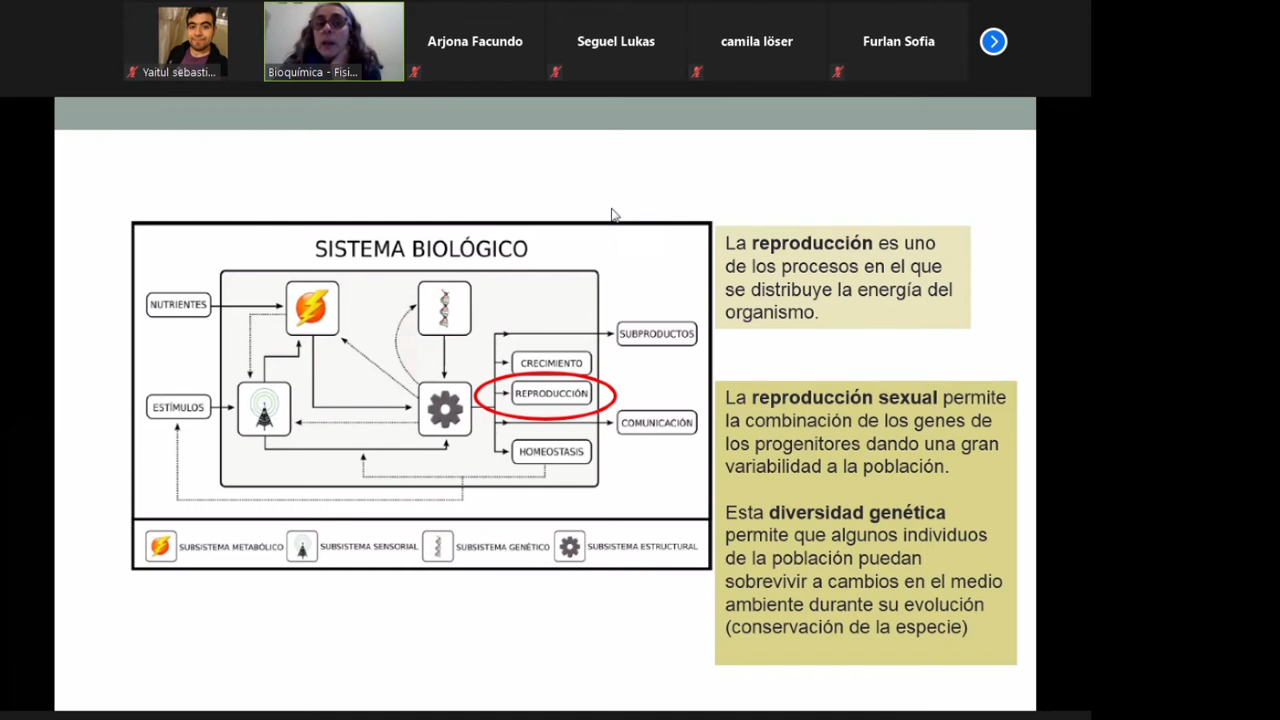 Yaitul sebasti...
Bioquímica - Fisi...
Arjona Facundo
Seguel Lukas
camila löser
Furlan Sofia
SISTEMA BIOLÓGICO
NUTRIENTES
ESTÍMULOS
SUBPRODUCTOS
CRECIMIENTO
REPRODUCCIÓN
COMUNICACIÓN
HOMEOSTASIS
SUBSISTEMA METABÓLICO
SUBSISTEMA SENSORIAL
SUBSISTEMA GENÉTICO
SUBSISTEMA ESTRUCTURAL
La reproducción es uno
de los procesos en el que
se distribuye la energía del
organismo.
La reproducción sexual permite
la combinación de los genes de
los progenitores dando una gran
variabilidad a la población.
Esta diversidad genética
permite que algunos individuos
de la población puedan
sobrevivir a cambios en el medio
ambiente durante su evolución
(conservación de la especie)